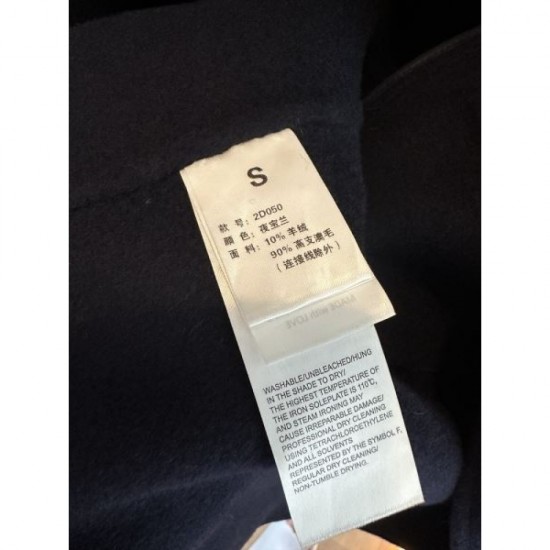 S
款号: 2D050
颜色: 夜宝兰
面料: 10% 羊绒
90% 高支澳毛
(连接线除外)
MADE WITH LOVE
WASHABLE/UNBLEACHED/HUNG
IN THE SHADE TO DRY/
THE HIGHEST TEMPERATURE OF
THE IRON SOLEPLATE IS 110℃,
AND STEAM IRONING MAY
CAUSE IRREPARABLE DAMAGE/
PROFESSIONAL DRY CLEANING
USING TETRACHLOROETHYLENE
AND ALL SOLVENTS
REPRESENTED BY THE SYMBOL F,
REGULAR DRY CLEANING/
NON-TUMBLE DRYING.